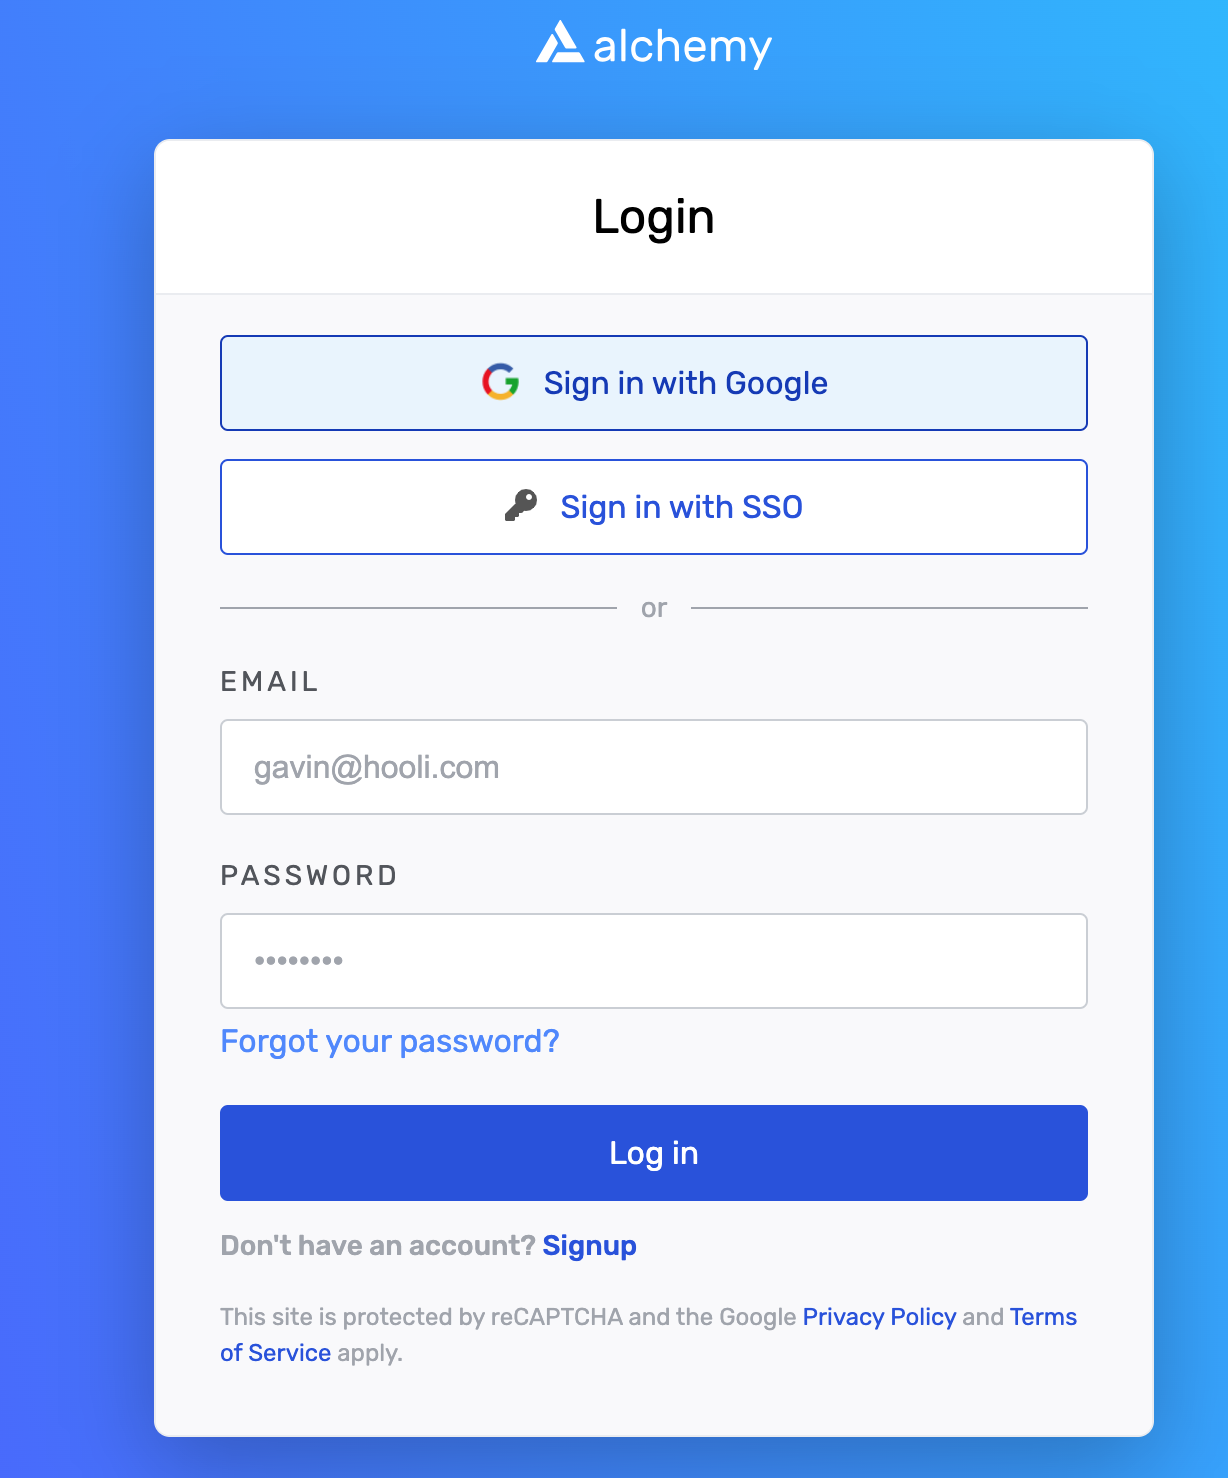 alchemy
Login
Sign in with Google
Sign in with SSO
or
EMAIL
gavin@hooli.com
PASSWORD
••••••••
Forgot your password?
Log in
Don't have an account? Signup
This site is protected by reCAPTCHA and the Google Privacy Policy and Terms
of Service apply.